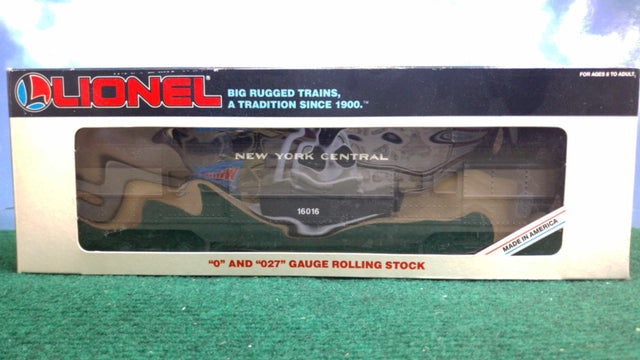 LIONEL
BIG RUGGED TRAINS,
A TRADITION SINCE 1900.™
FOR AGES 8 TO ADULT
NEW YORK CENTRAL
16016
MADE IN AMERICA
"O" AND "027" GAUGE ROLLING STOCK